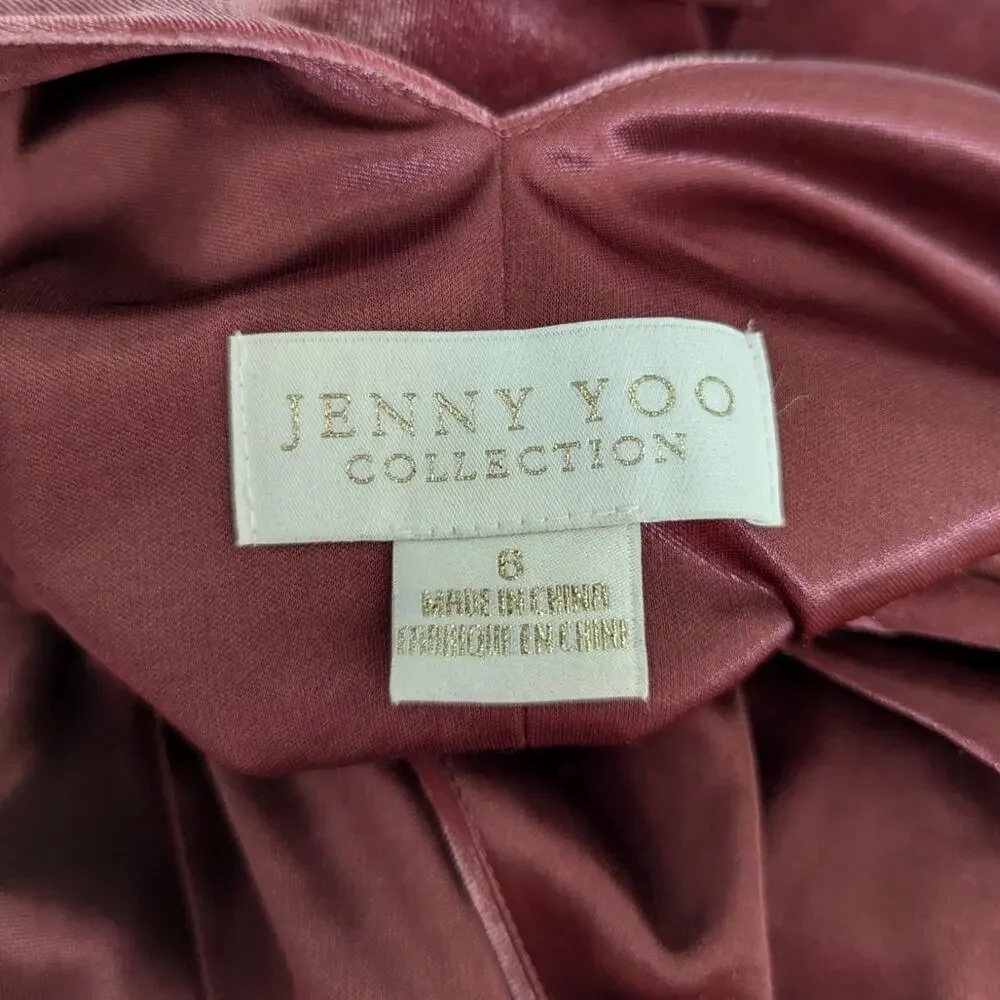 JENNY YOO
COLLECTION
6
MADE IN CHINA
FABRIQUE EN CHINE